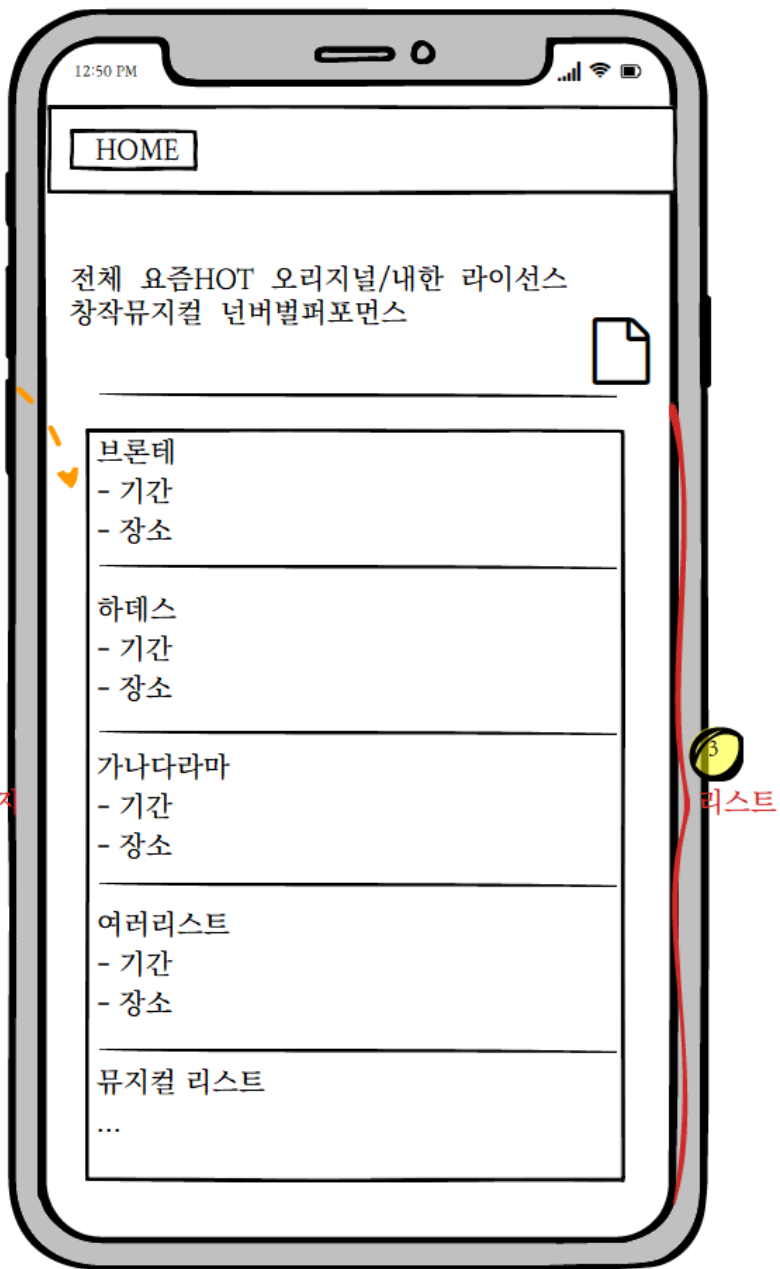 12:50 PM
HOME
전체 요즘HOT 오리지널/내한 라이선스
창작뮤지컬 넌버벌퍼포먼스
브론테
- 기간
- 장소
하데스
- 기간
- 장소
가나다라마
- 기간
- 장소
3
리스트
여러리스트
- 기간
- 장소
뮤지컬 리스트
...